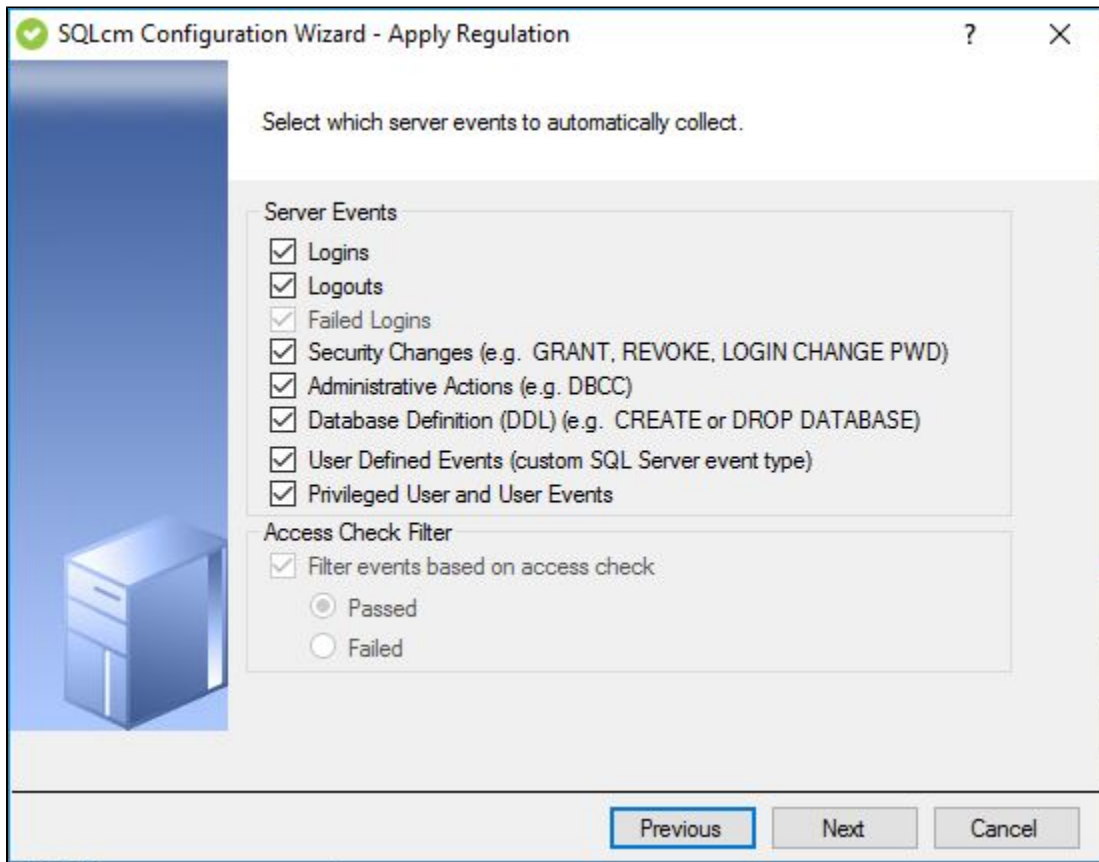 SQLcm Configuration Wizard - Apply Regulation ?
Select which server events to automatically collect.
Server Events
Logins
Logouts
Failed Logins
Security Changes (e.g. GRANT, REVOKE, LOGIN CHANGE PWD)
Administrative Actions (e.g. DBCC)
Database Definition (DDL) (e.g. CREATE or DROP DATABASE)
User Defined Events (custom SQL Server event type)
Privileged User and User Events
Access Check Filter
Filter events based on access check
Passed
Failed
Previous Next Cancel